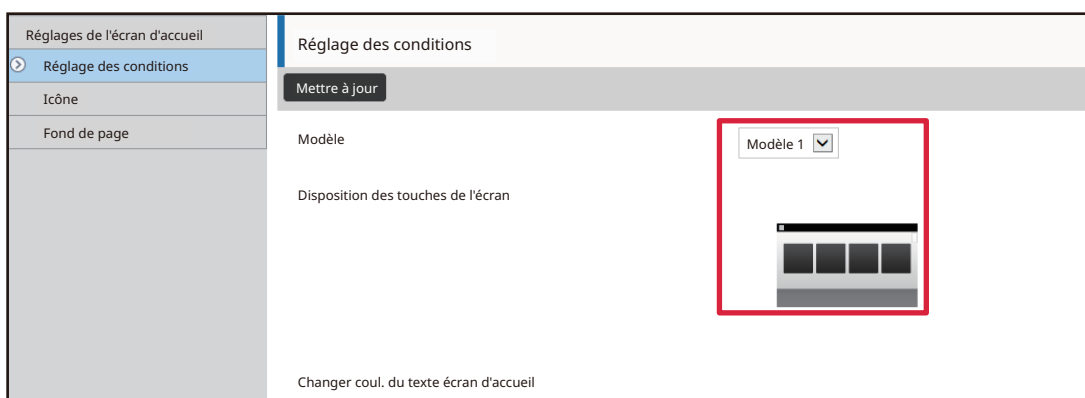 Réglages de l'écran d'accueil
Réglage des conditions
Icône
Fond de page
Réglage des conditions
Mettre à jour
Modèle
Modèle 1
Disposition des touches de l'écran
Changer coul. du texte écran d'accueil